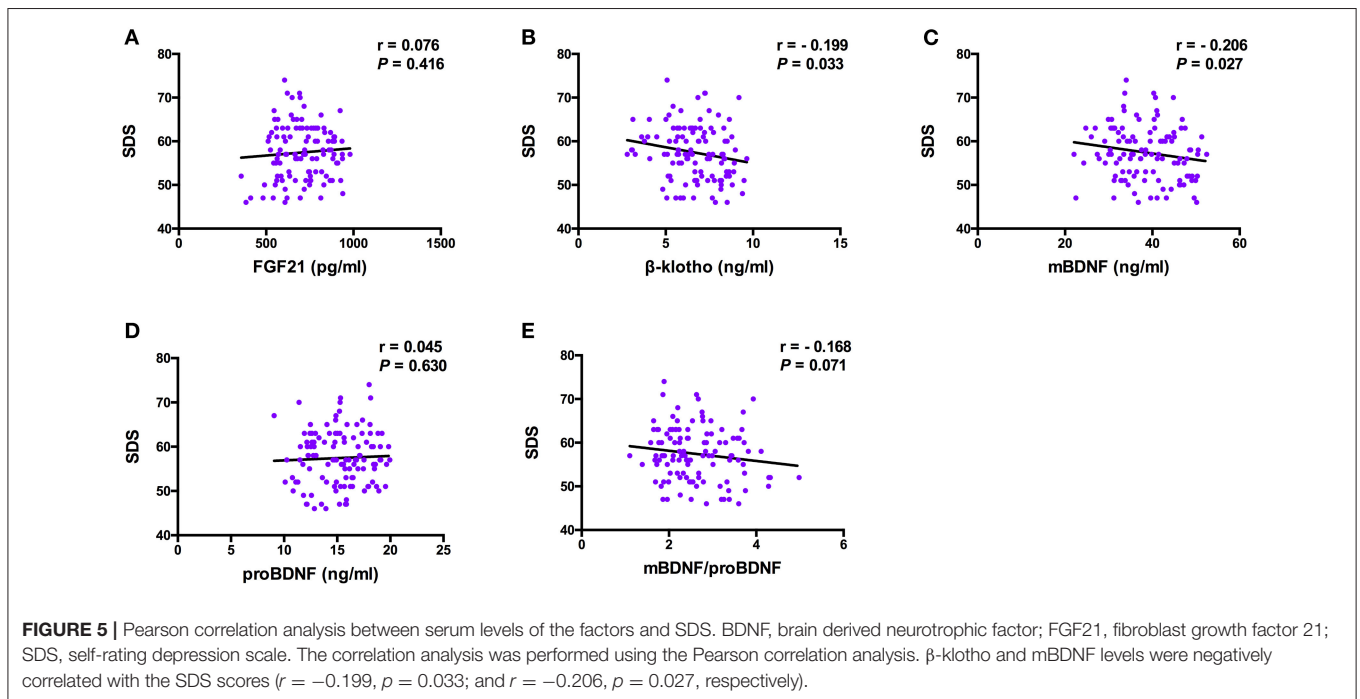 A
r = 0.076
P = 0.416
80
70
60
50
40
SDS
0
500
1000
1500
FGF21 (pg/ml)
B
r = - 0.199
P = 0.033
80
70
60
50
40
SDS
0
5
10
15
β-klotho (ng/ml)
C
r = - 0.206
P = 0.027
80
70
60
50
40
SDS
0
20
40
60
mBDNF (ng/ml)
D
r = 0.045
P = 0.630
80
70
60
50
40
SDS
0
5
10
15
20
25
proBDNF (ng/ml)
E
r = - 0.168
P = 0.071
80
70
60
50
40
SDS
0
2
4
6
mBDNF/proBDNF
FIGURE 5 | Pearson correlation analysis between serum levels of the factors and SDS. BDNF, brain derived neurotrophic factor; FGF21, fibroblast growth factor 21;
SDS, self-rating depression scale. The correlation analysis was performed using the Pearson correlation analysis. β-klotho and mBDNF levels were negatively
correlated with the SDS scores (r = −0.199, p = 0.033; and r = −0.206, p = 0.027, respectively).